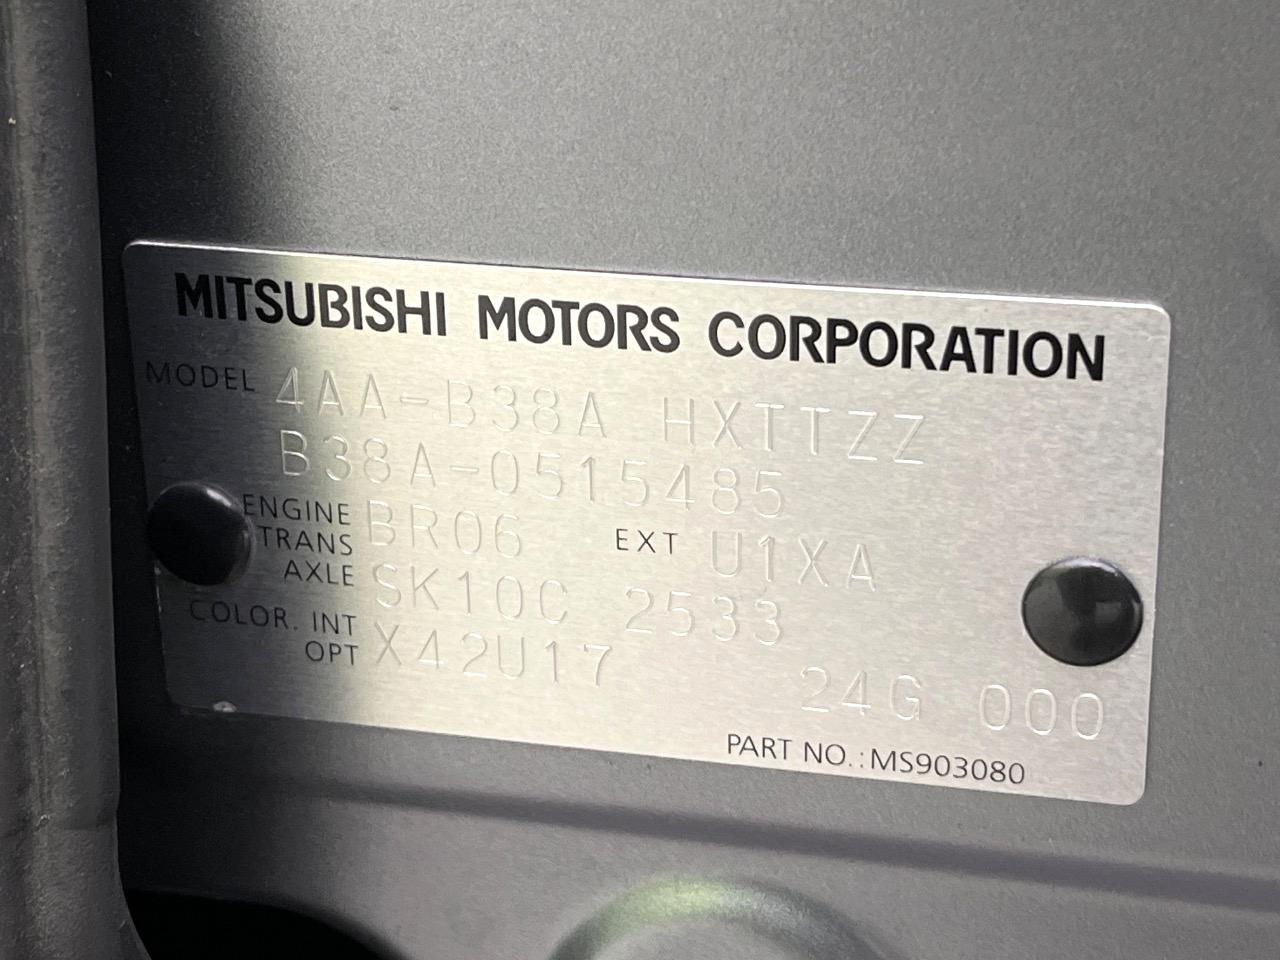 MITSUBISHI MOTORS CORPORATION
MODEL 4AA-B38A HXTTZZ
B38A-0515485
ENGINE BR06 EXT U1XA
TRANS
AXLE SK10C 2533
COLOR. INT
OPT X42U17 24G 000
PART NO.:MS903080